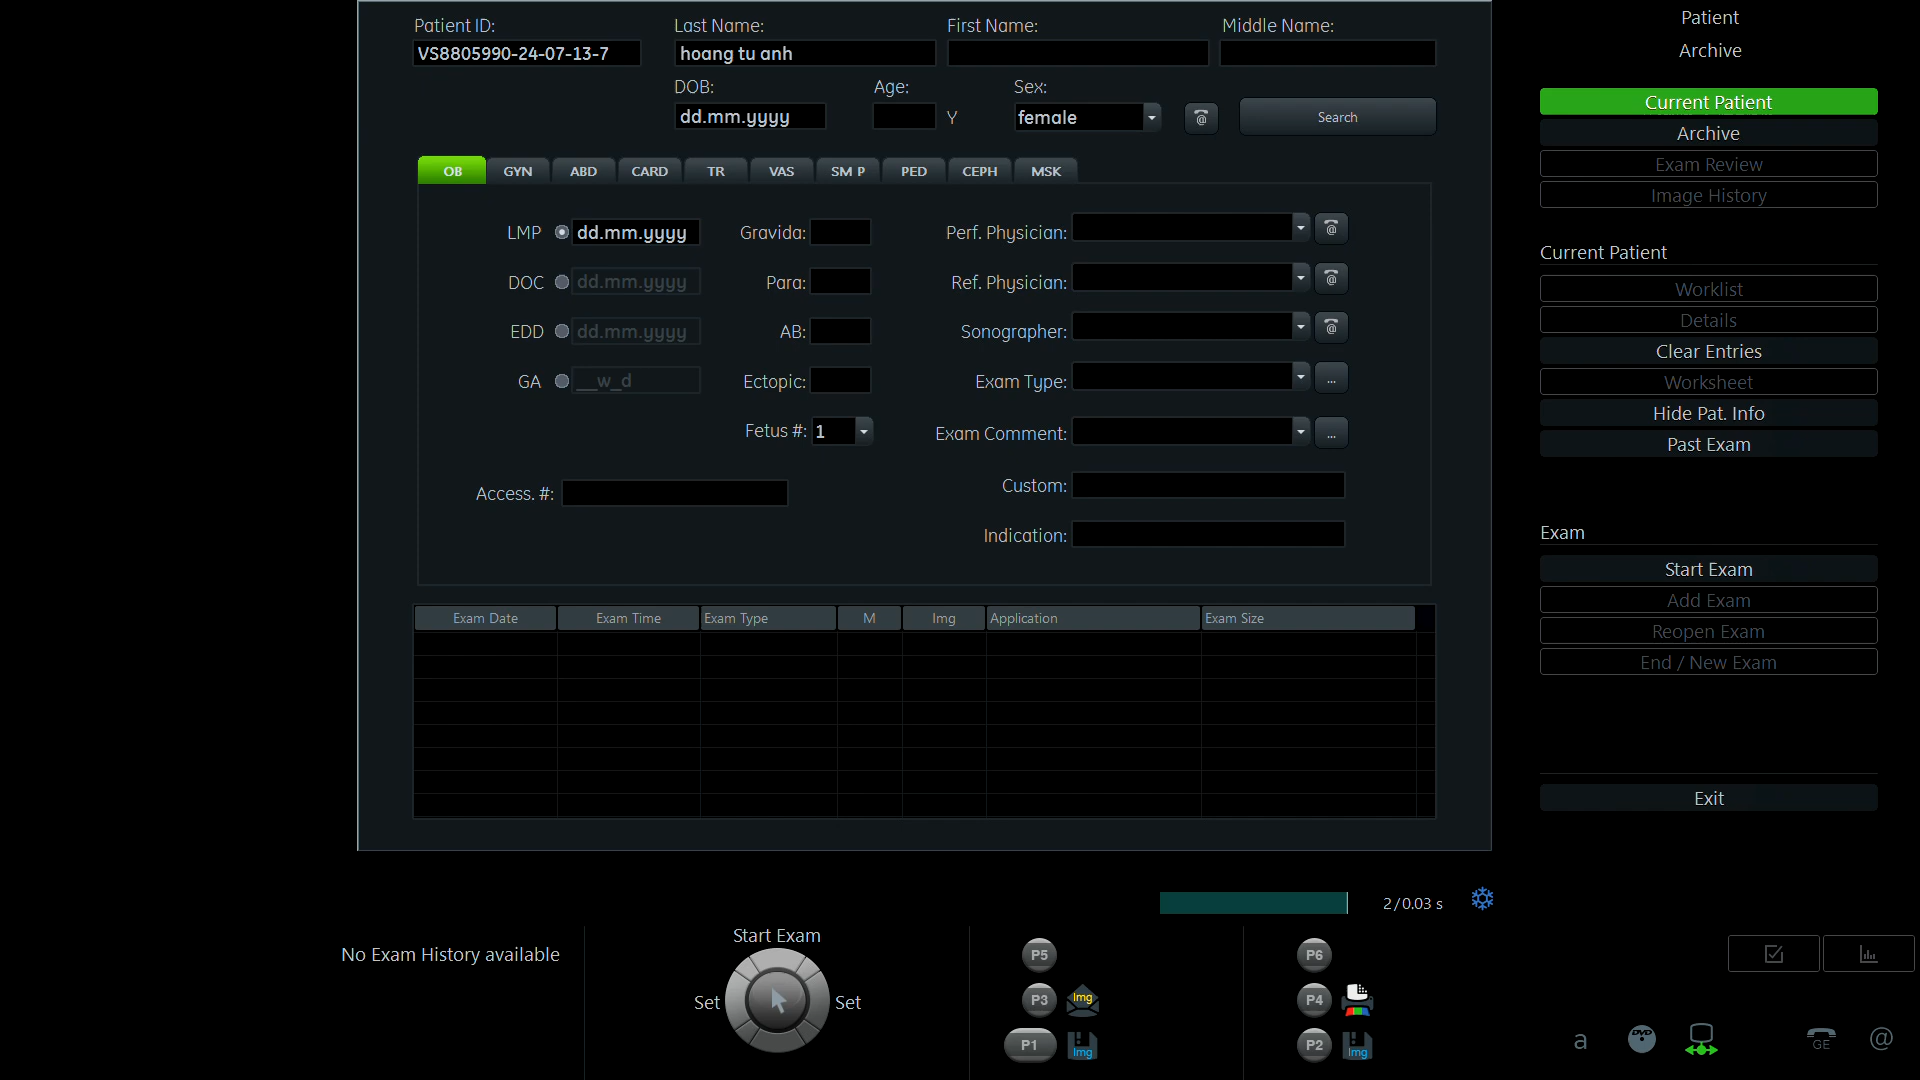 Patient ID: Last Name: First Name: Middle Name:
VS8805990-24-07-13-7 hoang tu anh
DOB: Age: Sex:
dd.mm.yyyy Y female @ Search
OB GYN ABD CARD TR VAS SM P PED CEPH MSK
LMP dd.mm.yyyy Gravida: Perf. Physician: @
DOC dd.mm.yyyy Para: Ref. Physician: @
EDD dd.mm.yyyy AB: Sonographer: @
GA __w_d Ectopic: Exam Type: ...
Fetus #: 1 Exam Comment: ...
Access. #: Custom:
Indication:
Exam Date Exam Time Exam Type M Img Application Exam Size
Patient
Archive
Current Patient
Archive
Exam Review
Image History
Current Patient
Worklist
Details
Clear Entries
Worksheet
Hide Pat. Info
Past Exam
Exam
Start Exam
Add Exam
Reopen Exam
End / New Exam
Exit
2/0.03 s
No Exam History available
Start Exam
Set Set
P5 P6
P3 Img P4
P1 Img P2 Img
a DVD GE @